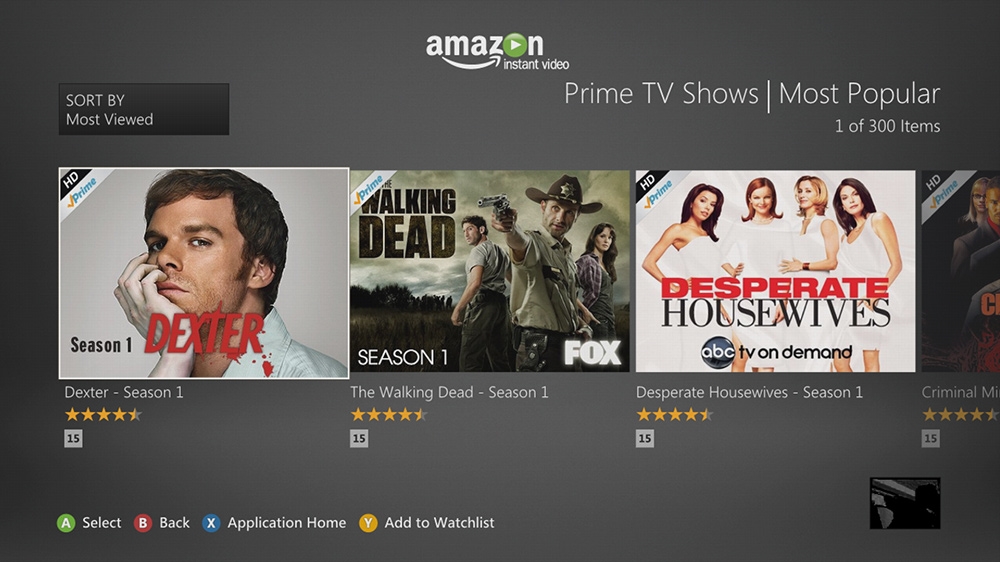 amazon
instant video
SORT BY
Most Viewed
Prime TV Shows | Most Popular
1 of 300 Items
HD
Prime
Season 1 DEXTER
Dexter - Season 1
15
Prime
THE
WALKING
DEAD
SEASON 1
FOX
The Walking Dead - Season 1
15
HD
Prime
DESPERATE
HOUSEWIVES
abc tv on demand
Desperate Housewives - Season 1
15
HD
Prime
Criminal Mi
15
A Select
B Back
X Application Home
Y Add to Watchlist